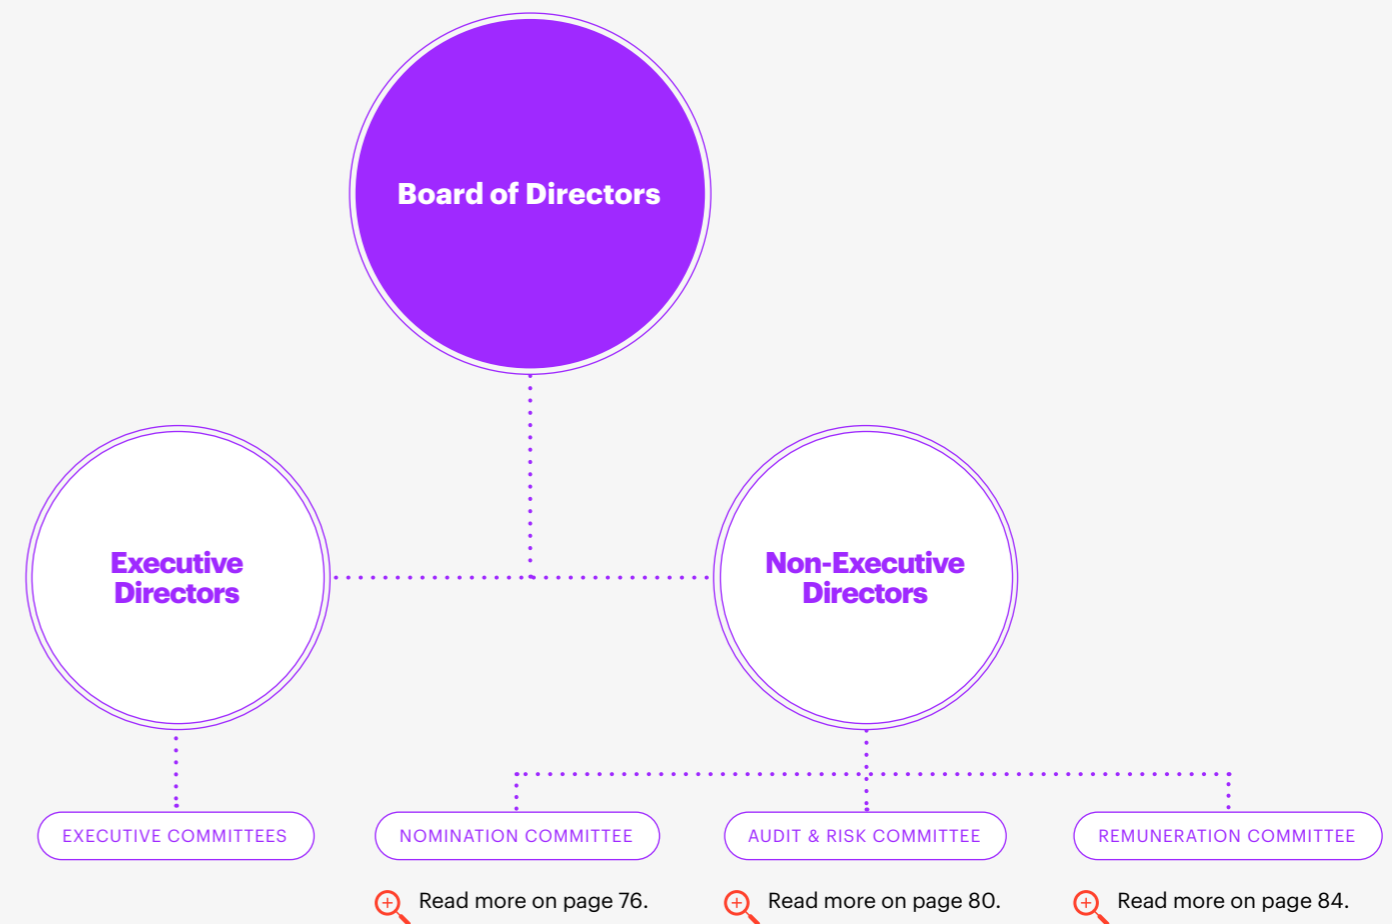 Board of Directors
Executive
Directors
Non-Executive
Directors
EXECUTIVE COMMITTEES
NOMINATION COMMITTEE
AUDIT & RISK COMMITTEE
REMUNERATION COMMITTEE
Read more on page 76.
Read more on page 80.
Read more on page 84.